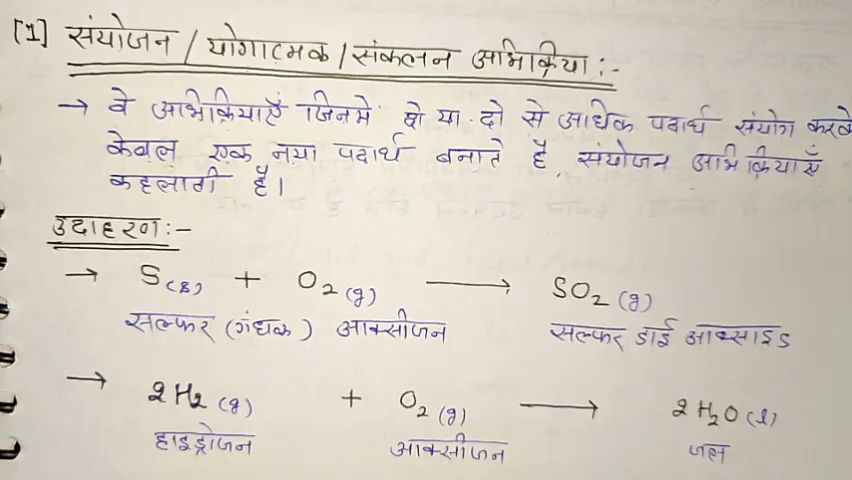 [1] संयोजन / योगात्मक / संकलन अभिक्रिया :-
→ वे अभिक्रियाएँ जिनमें दो या दो से अधिक पदार्थ संयोग करके
केवल एक नया पदार्थ बनाते हैं, संयोजन अभिक्रियाएँ
कहलाती हैं।
उदाहरण :-
→ S(s) + O₂(g) ⟶ SO₂(g)
सल्फर (गंधक) आक्सीजन सल्फर डाई आक्साइड
→ 2H₂(g) + O₂(g) ⟶ 2H₂O(l)
हाइड्रोजन आक्सीजन जल